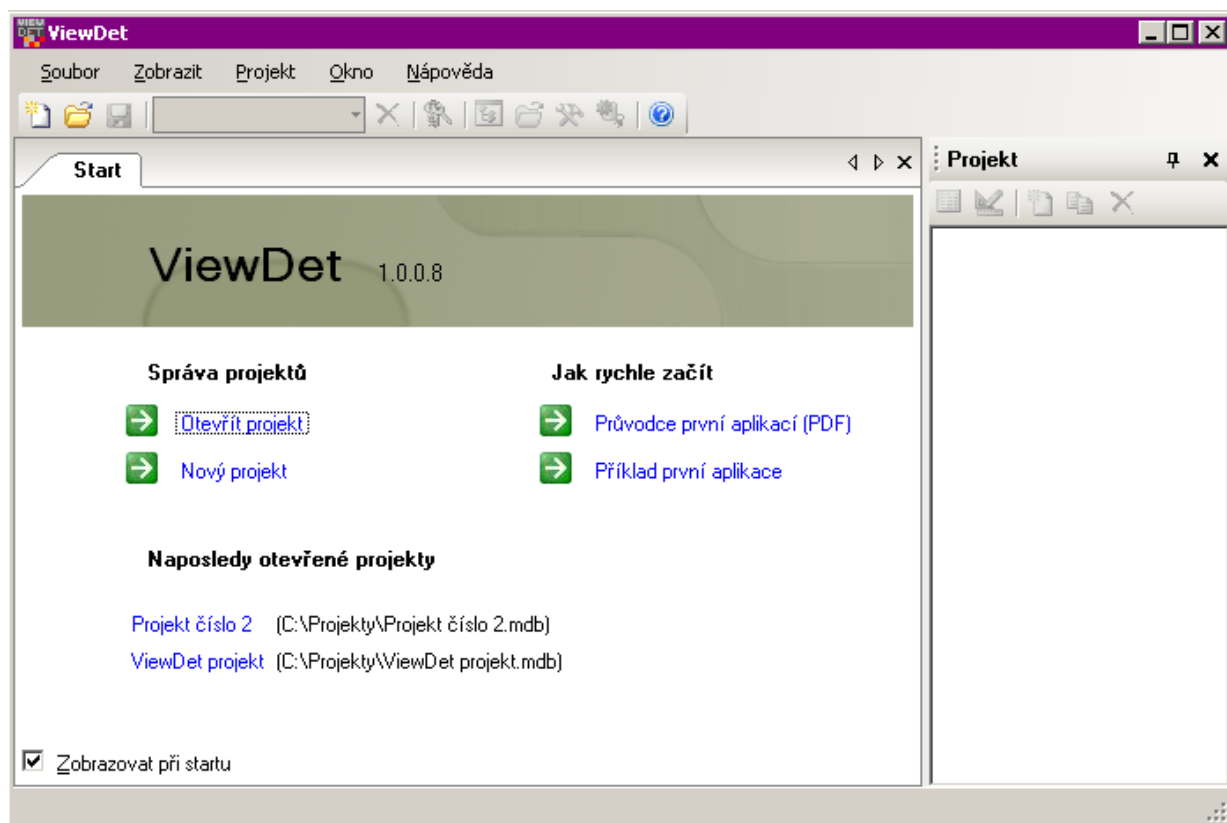 VIEW
DET
ViewDet
Soubor Zobrazit Projekt Okno Nápověda
Start
Projekt
ViewDet 1.0.0.8
Správa projektů
Jak rychle začít
Otevřít projekt
Průvodce první aplikací (PDF)
Nový projekt
Příklad první aplikace
Naposledy otevřené projekty
Projekt číslo 2 (C:\Projekty\Projekt číslo 2.mdb)
ViewDet projekt (C:\Projekty\ViewDet projekt.mdb)
Zobrazovat při startu